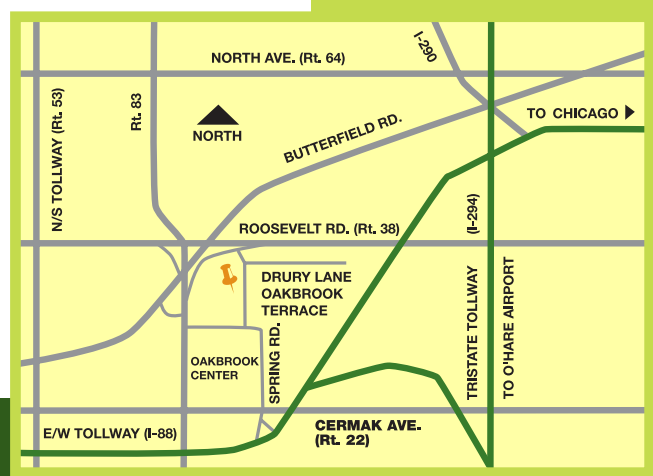 I-290
NORTH AVE. (Rt. 64)
N/S TOLLWAY (Rt. 53)
Rt. 83
NORTH
BUTTERFIELD RD.
TO CHICAGO
ROOSEVELT RD. (Rt. 38)
(I-294)
TRISTATE TOLLWAY
TO O'HARE AIRPORT
DRURY LANE
OAKBROOK
TERRACE
SPRING RD.
OAKBROOK
CENTER
E/W TOLLWAY (I-88)
CERMAK AVE.
(Rt. 22)